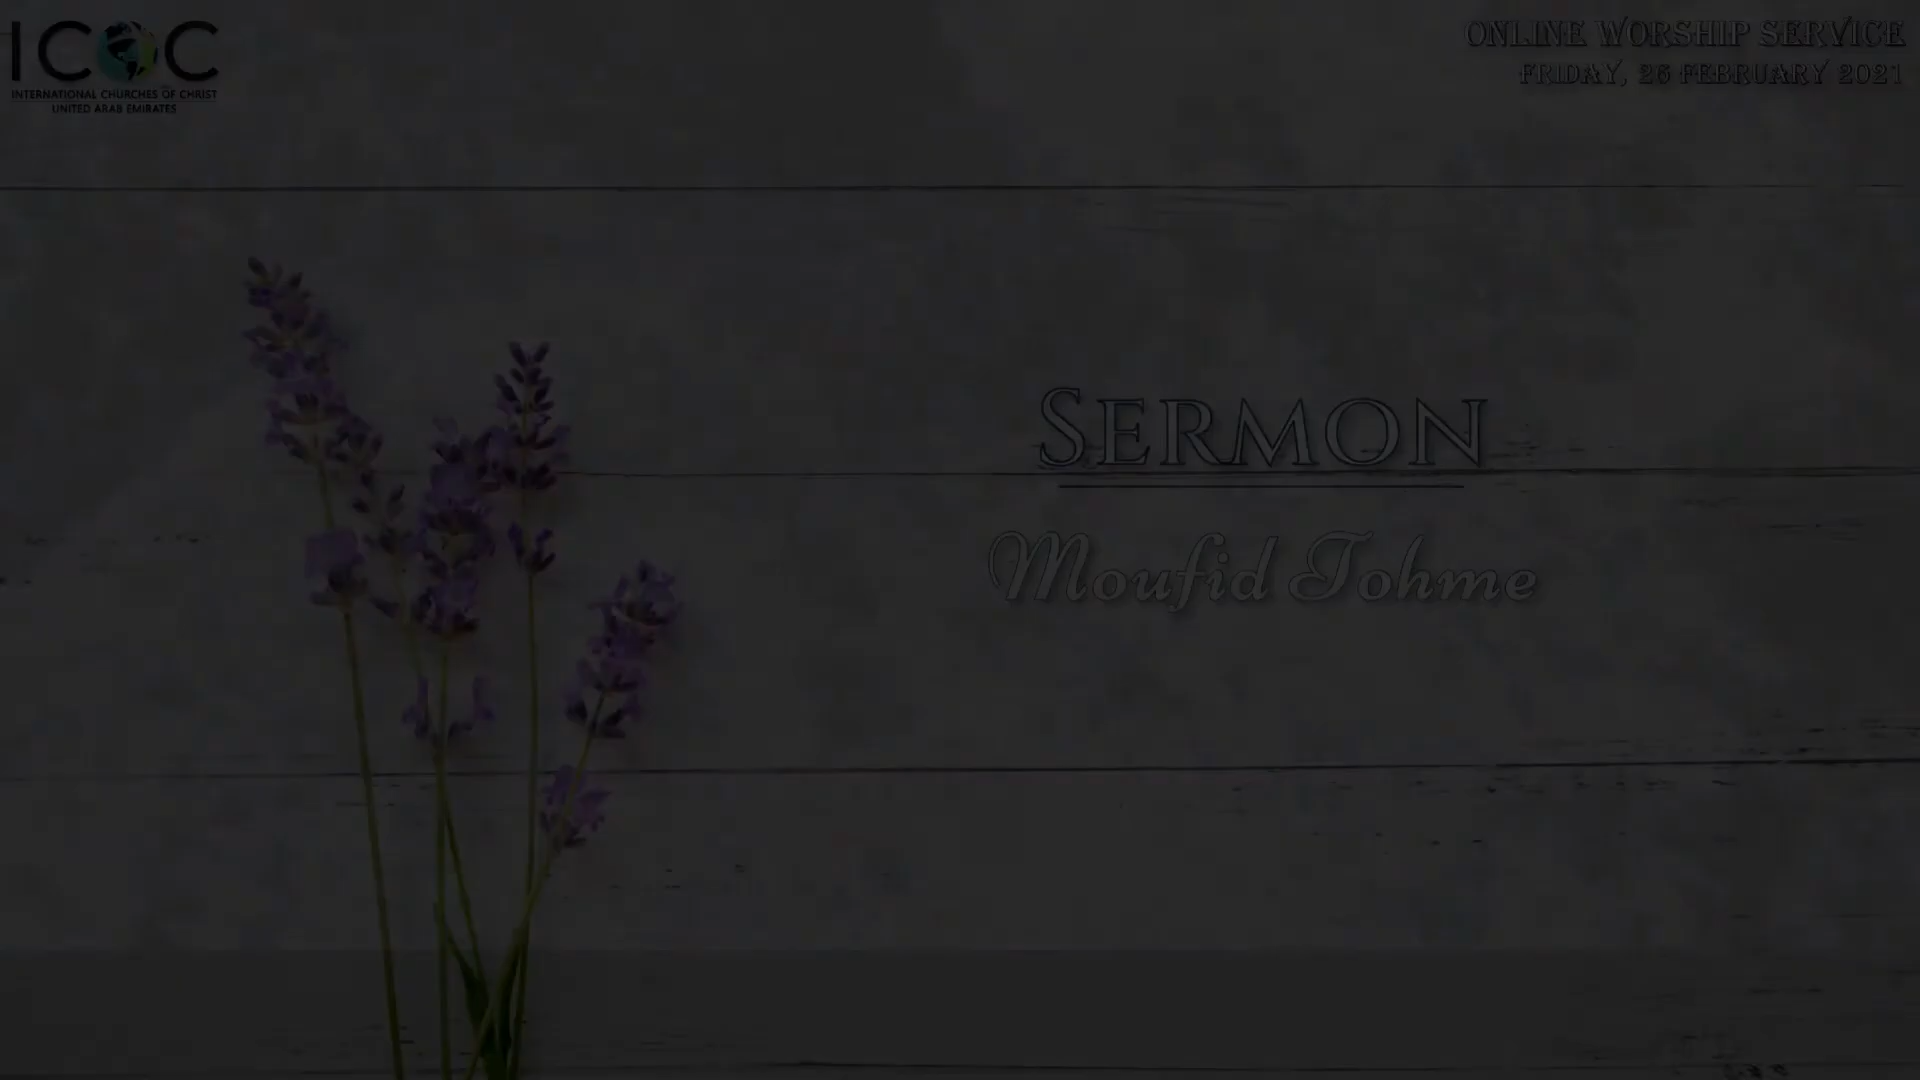 ICOC
INTERNATIONAL CHURCHES OF CHRIST
UNITED ARAB EMIRATES
ONLINE WORSHIP SERVICE
FRIDAY, 26 FEBRUARY 2021
SERMON
Moufid Tohme